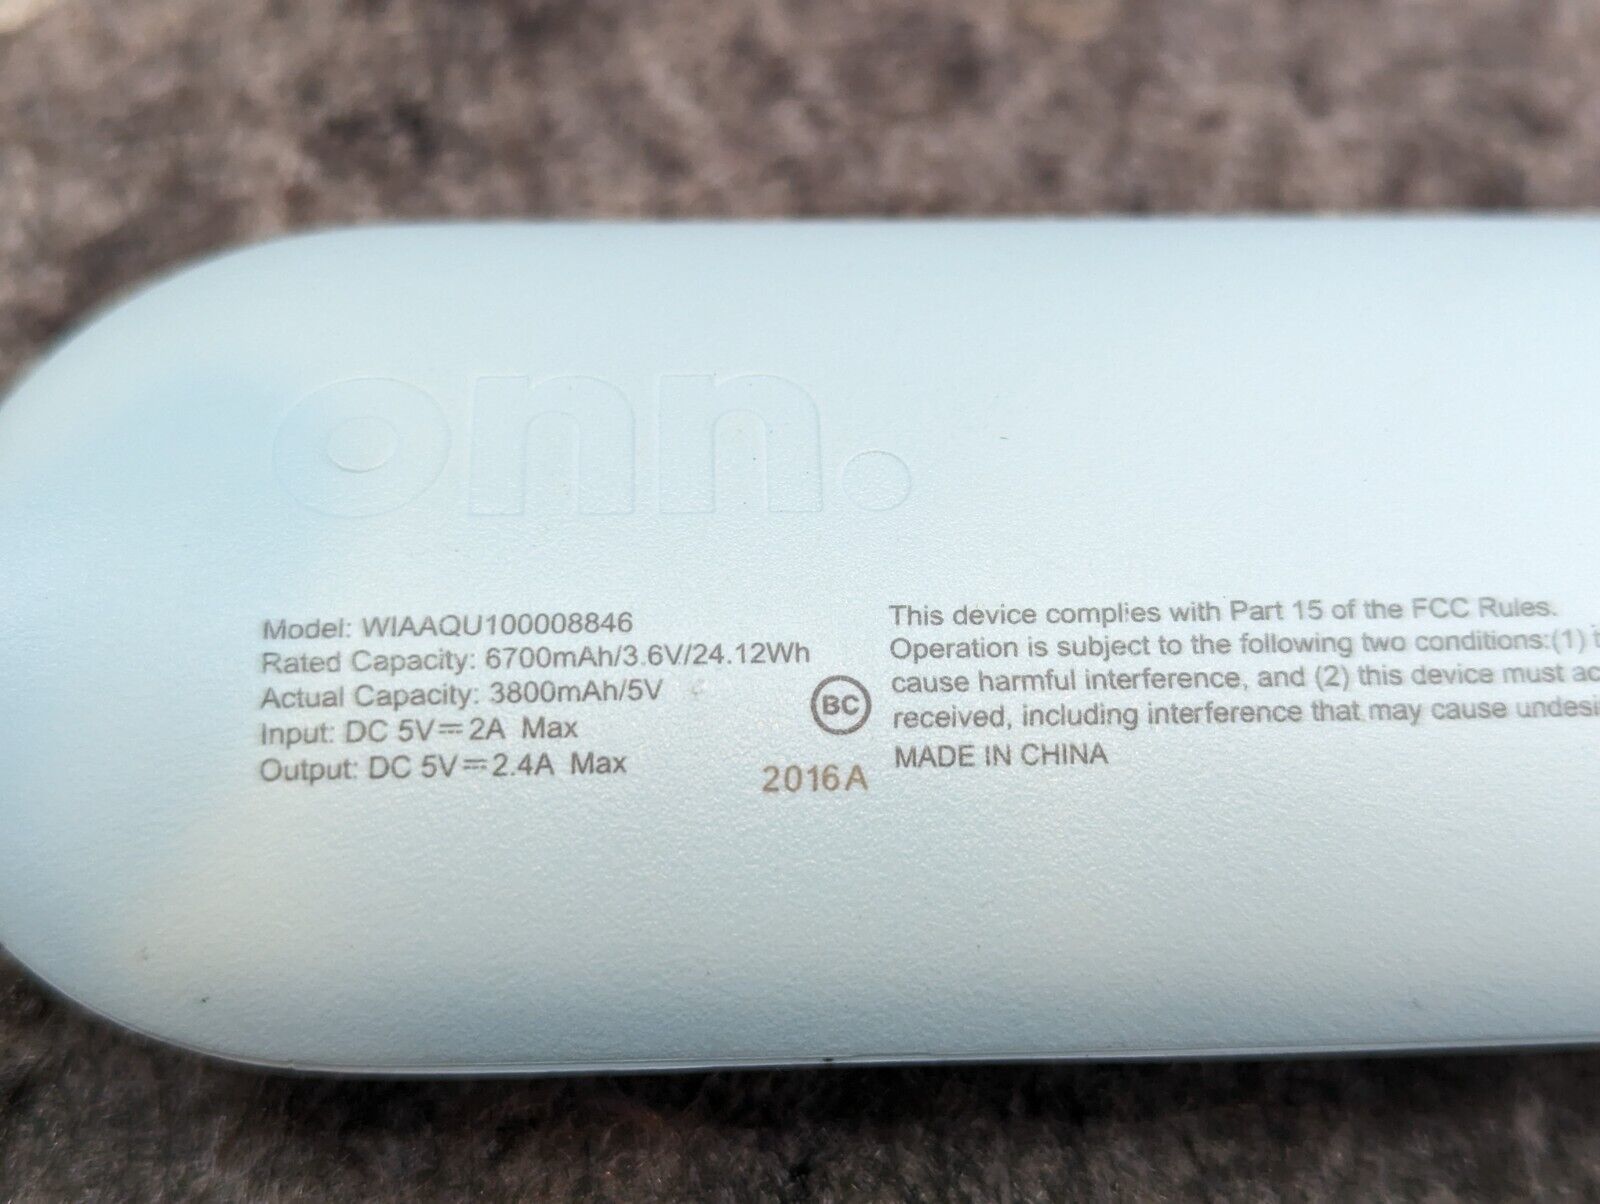 onn.
Model: WIAAQU100008846
Rated Capacity: 6700mAh/3.6V/24.12Wh
Actual Capacity: 3800mAh/5V
Input: DC 5V⎓2A Max
Output: DC 5V⎓2.4A Max
BC
2016A
This device complies with Part 15 of the FCC Rules.
Operation is subject to the following two conditions:(1)
cause harmful interference, and (2) this device must
received, including interference that may cause
MADE IN CHINA